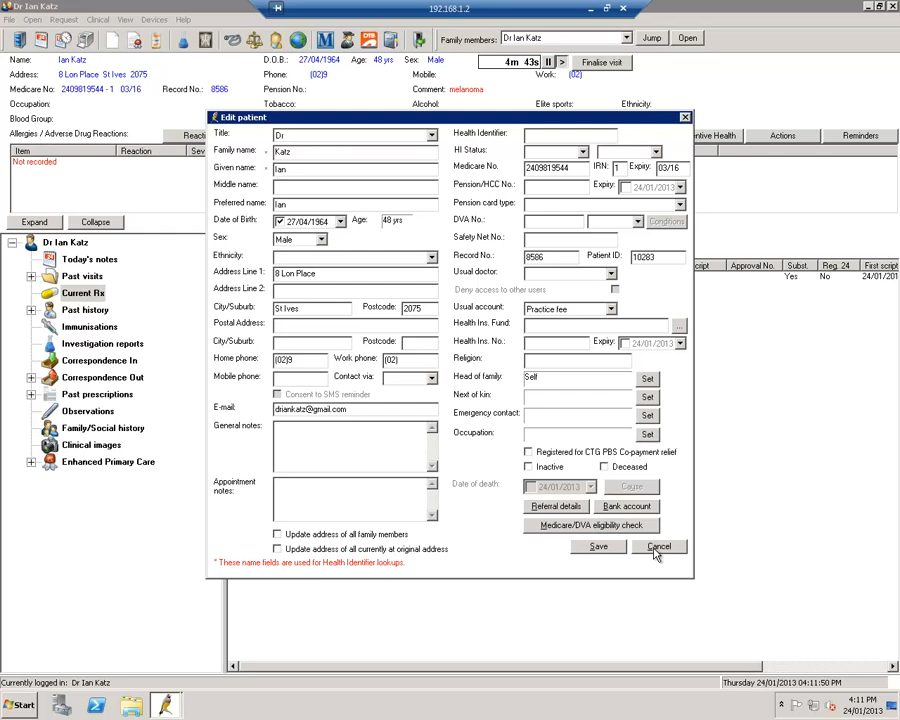 Dr Ian Katz
192.168.1.2
File Open Request Clinical View Devices Help
Family members: Dr Ian Katz Jump Open
Name: Ian Katz D.O.B.: 27/04/1964 Age: 48 yrs Sex: Male 4m 43s II > Finalise visit
Address: 8 Lon Place St Ives 2075 Phone: (02)9 Mobile: Work: (02)
Medicare No: 2409819544 - 1 03/16 Record No.: 8586 Pension No.: Comment: melanoma
Occupation: Tobacco: Alcohol: Elite sports: Ethnicity:
Blood Group:
Allergies / Adverse Drug Reactions: Reacti
entive Health Actions Reminders
Item Reaction Sev
Not recorded
Expand Collapse
Dr Ian Katz
Today's notes
Past visits
Current Rx
Past history
Immunisations
Investigation reports
Correspondence In
Correspondence Out
Past prescriptions
Observations
Family/Social history
Clinical images
Enhanced Primary Care
Edit patient
Title: Dr
Family name: * Katz
Given name: * Ian
Middle name:
Preferred name: Ian
Date of Birth: 27/04/1964 Age: 48 yrs
Sex: Male
Ethnicity:
Address Line 1: 8 Lon Place
Address Line 2:
City/Suburb: St Ives Postcode: 2075
Postal Address:
City/Suburb: Postcode:
Home phone: (02)9 Work phone: (02)
Mobile phone: Contact via:
Consent to SMS reminder
E-mail: driankatz@gmail.com
General notes:
Appointment
notes:
Update address of all family members
Update address of all currently at original address
* These name fields are used for Health Identifier lookups.
Health Identifier:
HI Status:
Medicare No. 2409819544 IRN: 1 Expiry: 03/16
Pension/HCC No.: Expiry: 24/01/2013
Pension card type:
DVA No.: Conditions
Safety Net No.:
Record No.: 8586 Patient ID: 10283
Usual doctor:
Deny access to other users
Usual account: Practice fee
Health Ins. Fund: ...
Health Ins. No.: Expiry: 24/01/2013
Religion:
Head of family: Self Set
Next of kin: Set
Emergency contact: Set
Occupation: Set
Registered for CTG PBS Co-payment relief
Inactive Deceased
Date of death: 24/01/2013 Cause
Referral details Bank account
Medicare/DVA eligibility check
Save Cancel
script Approval No. Subst. Reg. 24 First script
Yes No 24/01/201
Currently logged in: Dr Ian Katz Thursday 24/01/2013 04:11:50 PM
Start
4:11 PM
24/01/2013